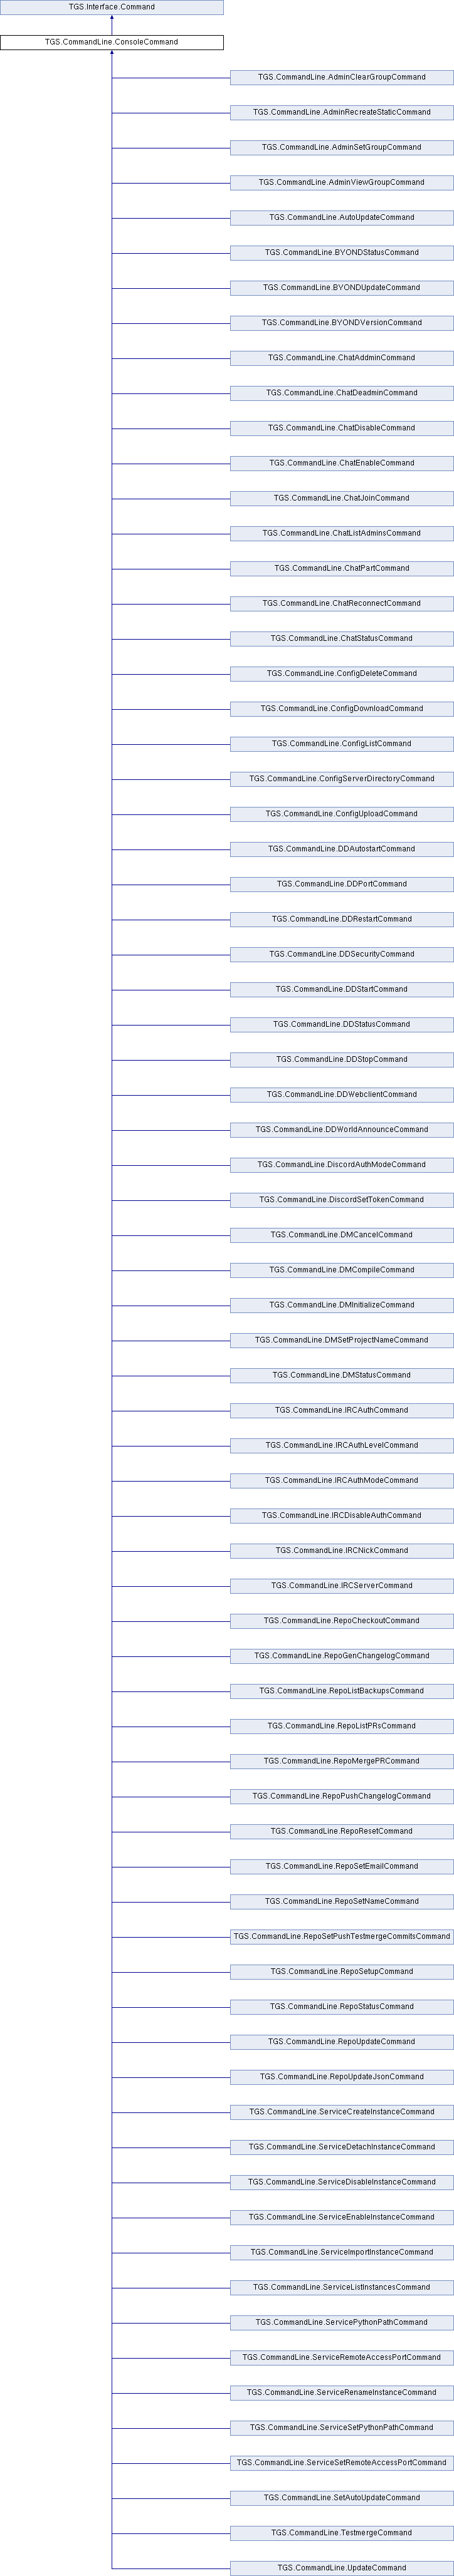 TGS.Interface.Command
TGS.CommandLine.ConsoleCommand
TGS.CommandLine.AdminClearGroupCommand
TGS.CommandLine.AdminRecreateStaticCommand
TGS.CommandLine.AdminSetGroupCommand
TGS.CommandLine.AdminViewGroupCommand
TGS.CommandLine.AutoUpdateCommand
TGS.CommandLine.BYONDStatusCommand
TGS.CommandLine.BYONDUpdateCommand
TGS.CommandLine.BYONDVersionCommand
TGS.CommandLine.ChatAddminCommand
TGS.CommandLine.ChatDeadminCommand
TGS.CommandLine.ChatDisableCommand
TGS.CommandLine.ChatEnableCommand
TGS.CommandLine.ChatJoinCommand
TGS.CommandLine.ChatListAdminsCommand
TGS.CommandLine.ChatPartCommand
TGS.CommandLine.ChatReconnectCommand
TGS.CommandLine.ChatStatusCommand
TGS.CommandLine.ConfigDeleteCommand
TGS.CommandLine.ConfigDownloadCommand
TGS.CommandLine.ConfigListCommand
TGS.CommandLine.ConfigServerDirectoryCommand
TGS.CommandLine.ConfigUploadCommand
TGS.CommandLine.DDAutostartCommand
TGS.CommandLine.DDPortCommand
TGS.CommandLine.DDRestartCommand
TGS.CommandLine.DDSecurityCommand
TGS.CommandLine.DDStartCommand
TGS.CommandLine.DDStatusCommand
TGS.CommandLine.DDStopCommand
TGS.CommandLine.DDWebclientCommand
TGS.CommandLine.DDWorldAnnounceCommand
TGS.CommandLine.DiscordAuthModeCommand
TGS.CommandLine.DiscordSetTokenCommand
TGS.CommandLine.DMCancelCommand
TGS.CommandLine.DMCompileCommand
TGS.CommandLine.DMInitializeCommand
TGS.CommandLine.DMSetProjectNameCommand
TGS.CommandLine.DMStatusCommand
TGS.CommandLine.IRCAuthCommand
TGS.CommandLine.IRCAuthLevelCommand
TGS.CommandLine.IRCAuthModeCommand
TGS.CommandLine.IRCDisableAuthCommand
TGS.CommandLine.IRCNickCommand
TGS.CommandLine.IRCServerCommand
TGS.CommandLine.RepoCheckoutCommand
TGS.CommandLine.RepoGenChangelogCommand
TGS.CommandLine.RepoListBackupsCommand
TGS.CommandLine.RepoListPRsCommand
TGS.CommandLine.RepoMergePRCommand
TGS.CommandLine.RepoPushChangelogCommand
TGS.CommandLine.RepoResetCommand
TGS.CommandLine.RepoSetEmailCommand
TGS.CommandLine.RepoSetNameCommand
TGS.CommandLine.RepoSetPushTestmergeCommitsCommand
TGS.CommandLine.RepoSetupCommand
TGS.CommandLine.RepoStatusCommand
TGS.CommandLine.RepoUpdateCommand
TGS.CommandLine.RepoUpdateJsonCommand
TGS.CommandLine.ServiceCreateInstanceCommand
TGS.CommandLine.ServiceDetachInstanceCommand
TGS.CommandLine.ServiceDisableInstanceCommand
TGS.CommandLine.ServiceEnableInstanceCommand
TGS.CommandLine.ServiceImportInstanceCommand
TGS.CommandLine.ServiceListInstancesCommand
TGS.CommandLine.ServicePythonPathCommand
TGS.CommandLine.ServiceRemoteAccessPortCommand
TGS.CommandLine.ServiceRenameInstanceCommand
TGS.CommandLine.ServiceSetPythonPathCommand
TGS.CommandLine.ServiceSetRemoteAccessPortCommand
TGS.CommandLine.SetAutoUpdateCommand
TGS.CommandLine.TestmergeCommand
TGS.CommandLine.UpdateCommand